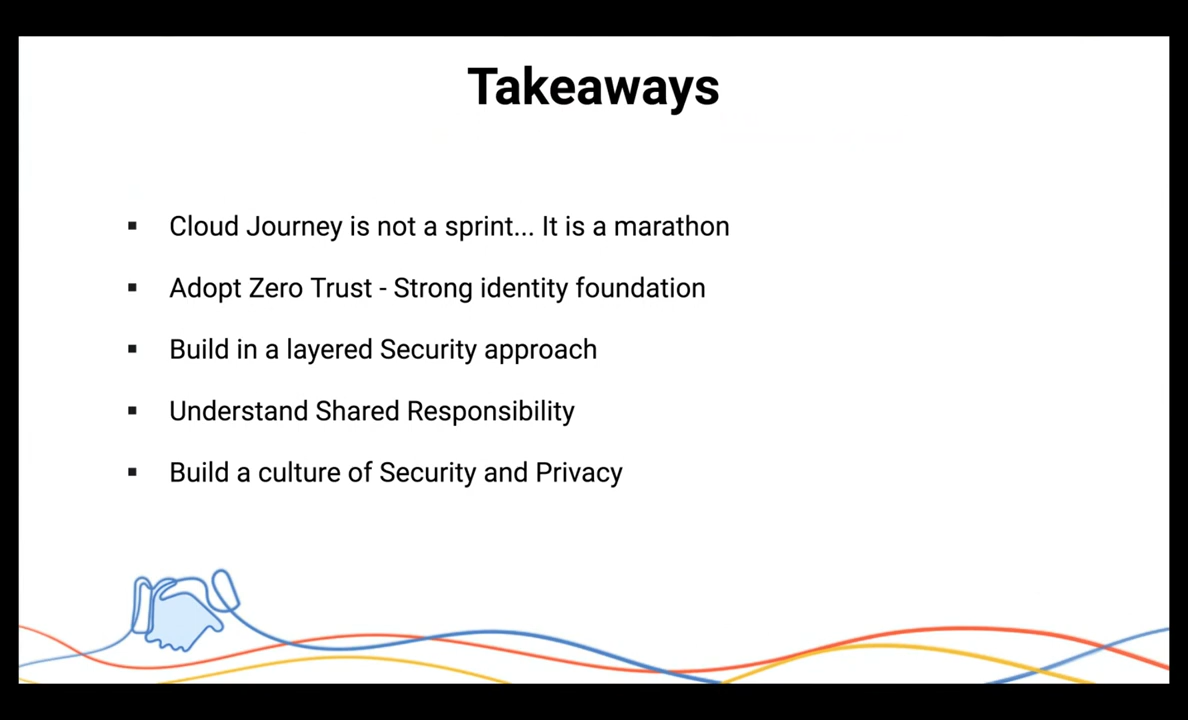 Takeaways
Cloud Journey is not a sprint... It is a marathon
Adopt Zero Trust - Strong identity foundation
Build in a layered Security approach
Understand Shared Responsibility
Build a culture of Security and Privacy